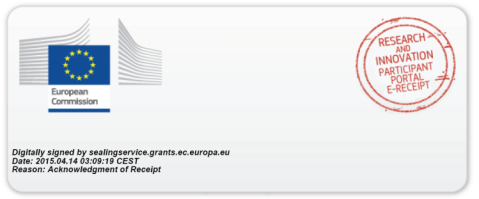 European
Commission
RESEARCH
AND
INNOVATION
PARTICIPANT
PORTAL
E-RECEIPT
Digitally signed by sealingservice.grants.ec.europa.eu
Date: 2015.04.14 03:09:19 CEST
Reason: Acknowledgment of Receipt